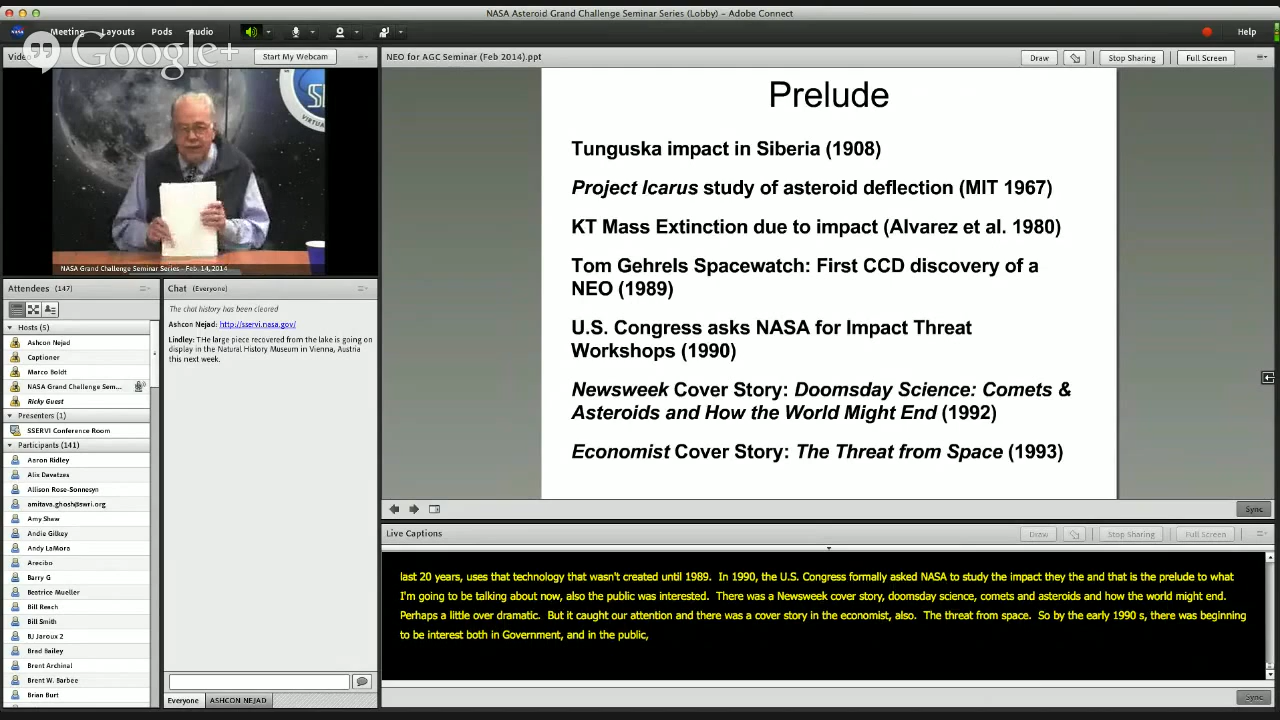 NASA Asteroid Grand Challenge Seminar Series (Lobby) - Adobe Connect
Meeting Layouts Pods Audio
Help
Google+
Video
Start My Webcam
NASA Grand Challenge Seminar Series - Feb. 14, 2014
Attendees (147)
Hosts (5)
Ashcon Nejad
Captioner
Marco Boldt
NASA Grand Challenge Sem...
Ricky Guest
Presenters (1)
SSERVI Conference Room
Participants (141)
Aaron Ridley
Alix Davatzes
Allison Rose-Sonnesyn
amitava.ghosh@swri.org
Amy Shaw
Andie Gilkey
Andy LaMora
Arecibo
Barry G
Beatrice Mueller
Bill Reach
Bill Smith
BJ Jaroux 2
Brad Bailey
Brent Archinal
Brent W. Barbee
Brian Burt
Chat (Everyone)
The chat history has been cleared
Ashcon Nejad: http://sservi.nasa.gov/
Lindley: THe large piece recovered from the lake is going on
display in the Natural History Museum in Vienna, Austria
this next week.
Everyone
ASHCON NEJAD
NEO for AGC Seminar (Feb 2014).ppt
Draw
Stop Sharing
Full Screen
Prelude
Tunguska impact in Siberia (1908)
Project Icarus study of asteroid deflection (MIT 1967)
KT Mass Extinction due to impact (Alvarez et al. 1980)
Tom Gehrels Spacewatch: First CCD discovery of a
NEO (1989)
U.S. Congress asks NASA for Impact Threat
Workshops (1990)
Newsweek Cover Story: Doomsday Science: Comets &
Asteroids and How the World Might End (1992)
Economist Cover Story: The Threat from Space (1993)
Sync
Live Captions
Draw
Stop Sharing
Full Screen
last 20 years, uses that technology that wasn't created until 1989. In 1990, the U.S. Congress formally asked NASA to study the impact they the and that is the prelude to what
I'm going to be talking about now, also the public was interested. There was a Newsweek cover story, doomsday science, comets and asteroids and how the world might end.
Perhaps a little over dramatic. But it caught our attention and there was a cover story in the economist, also. The threat from space. So by the early 1990 s, there was beginning
to be interest both in Government, and in the public,
Sync